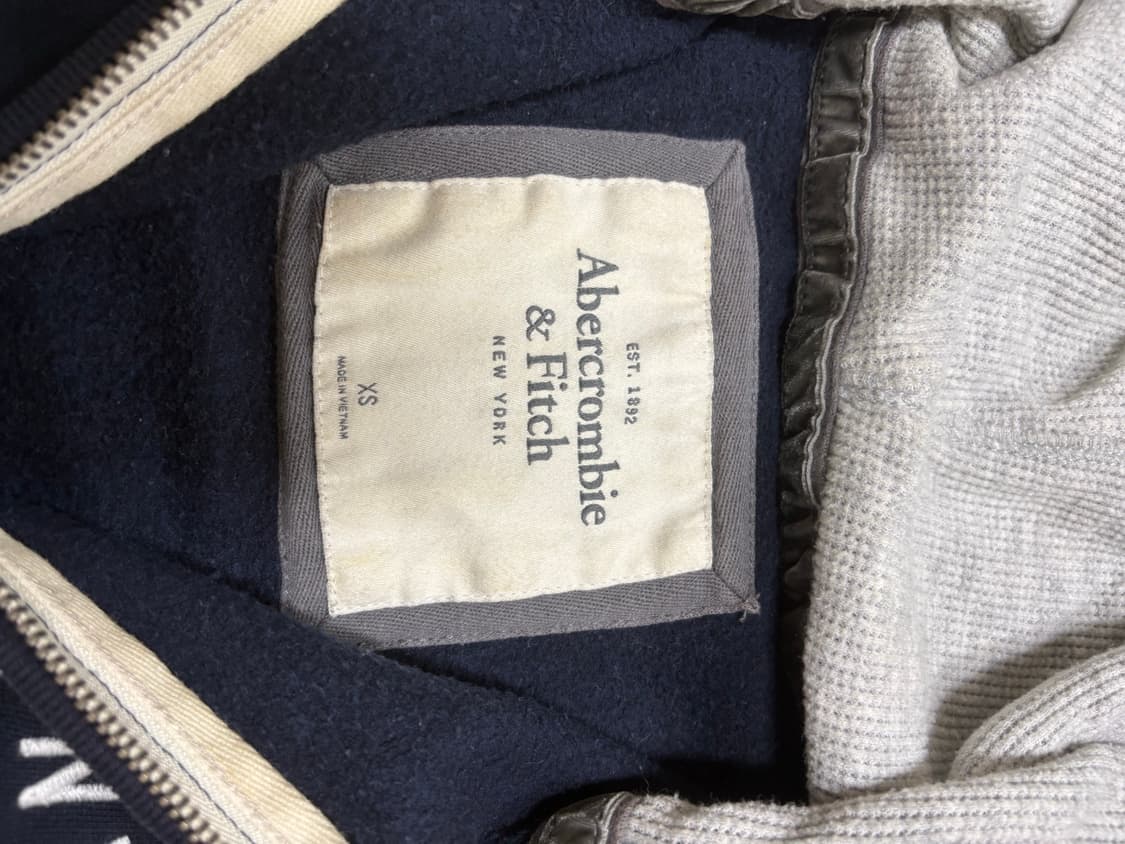 EST. 1892
Abercrombie
& Fitch
NEW YORK
XS
MADE IN VIETNAM
N